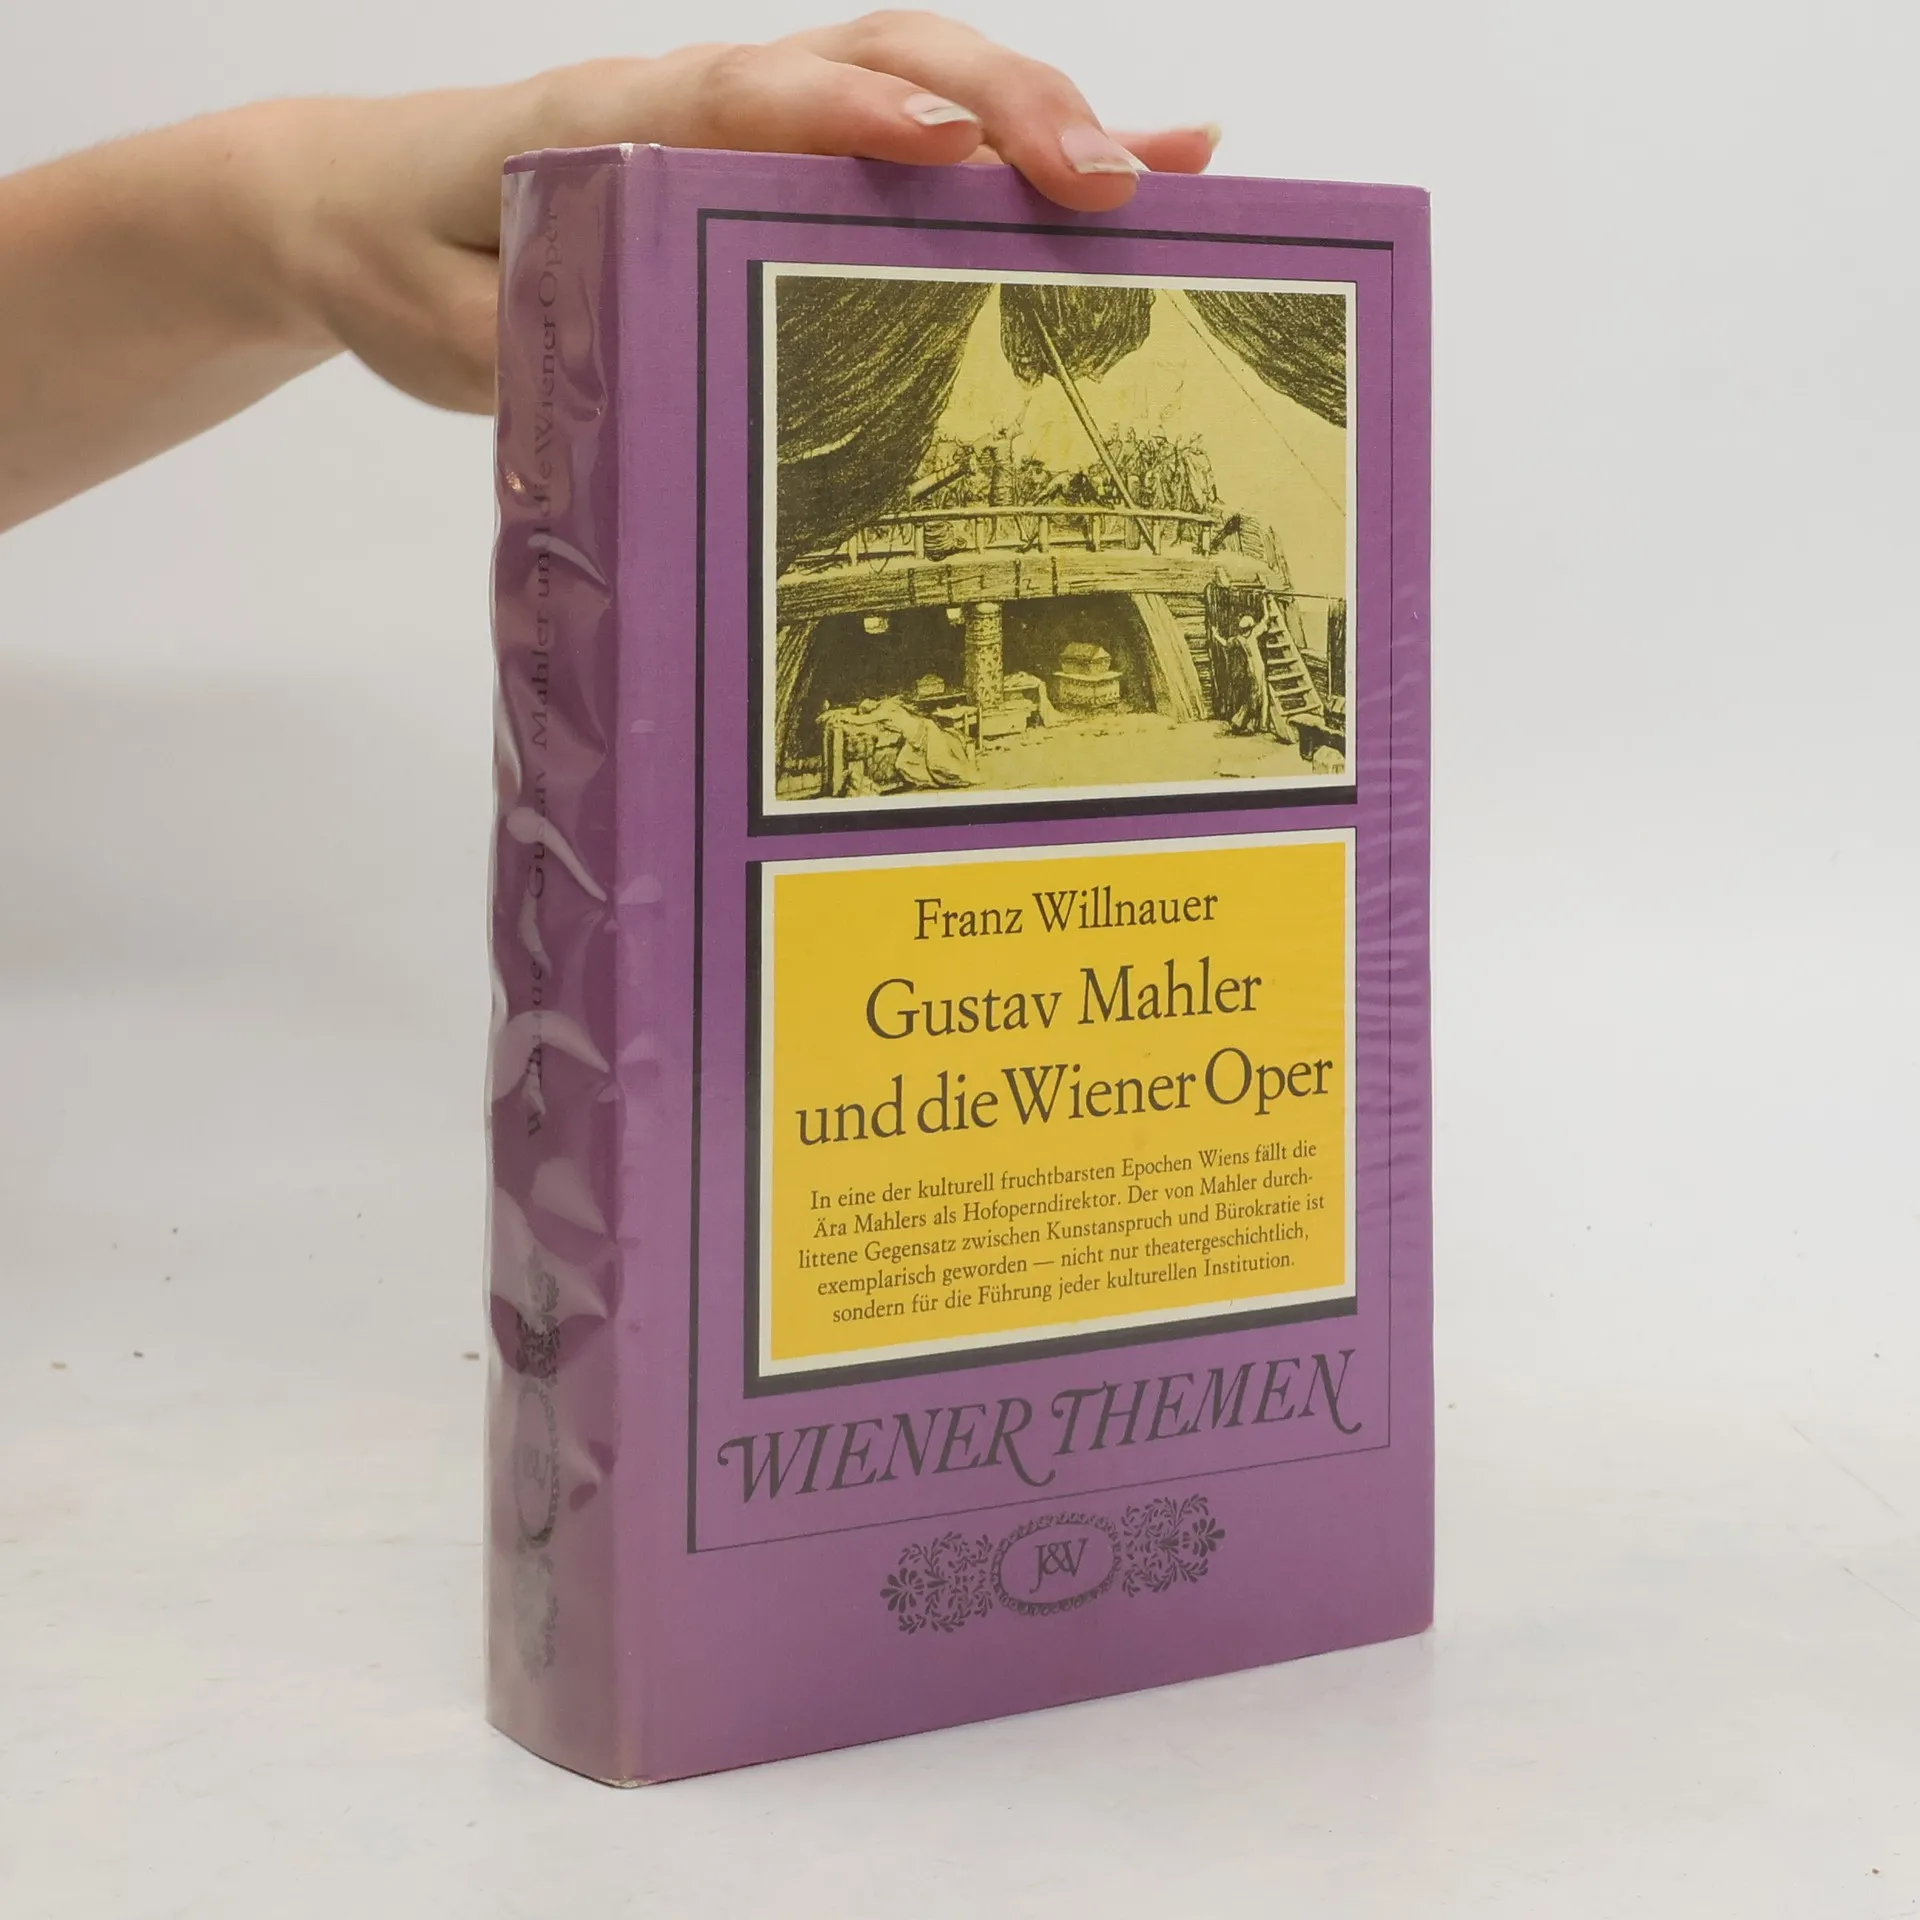 Franz Willnauer
Gustav Mahler
und die Wiener Oper
In eine der kulturell fruchtbarsten Epochen Wiens fällt die
Ära Mahlers als Hofoperndirektor. Der von Mahler durch-
littene Gegensatz zwischen Kunstanspruch und Bürokratie ist
exemplarisch geworden — nicht nur theatergeschichtlich,
sondern für die Führung jeder kulturellen Institution.
WIENER THEMEN
J&V
Willnauer Gustav Mahler und die Wiener Oper